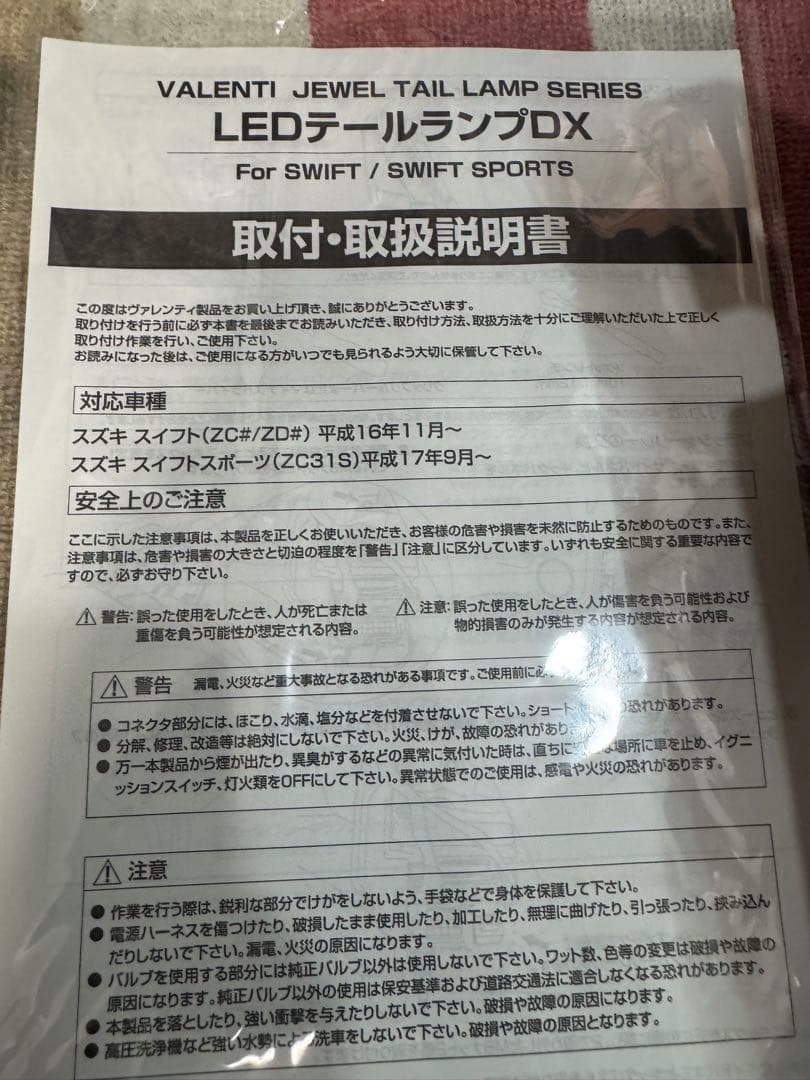 VALENTI JEWEL TAIL LAMP SERIES
LEDテールランプDX
For SWIFT / SWIFT SPORTS
取付・取扱説明書
この度はヴァレンティ製品をお買い上げ頂き、誠にありがとうございます。
取り付けを行う前に必ず本書を最後までお読みいただき、取り付け方法、取扱方法を十分にご理解いただいた上で正しく
取り付け作業を行い、ご使用下さい。
お読みになった後は、ご使用になる方がいつでも見られるよう大切に保管して下さい。
対応車種
スズキ スイフト(ZC#/ZD#) 平成16年11月〜
スズキ スイフトスポーツ(ZC31S)平成17年9月〜
安全上のご注意
ここに示した注意事項は、本製品を正しくお使いいただき、お客様の危害や損害を未然に防止するためのものです。また、
注意事項は、危害や損害の大きさと切迫の程度を「警告」「注意」に区分しています。いずれも安全に関する重要な内容で
すので、必ずお守り下さい。
⚠ 警告: 誤った使用をしたとき、人が死亡または
重傷を負う可能性が想定される内容。
⚠ 注意: 誤った使用をしたとき、人が傷害を負う可能性および
物的損害のみが発生する内容が想定される内容。
⚠ 警告 漏電、火災など重大事故となる恐れがある事項です。ご使用前に必
● コネクタ部分には、ほこり、水滴、塩分などを付着させないで下さい。ショート の恐れがあります。
● 分解、修理、改造等は絶対にしないで下さい。火災、けが、故障の恐れがあり
● 万一本製品から煙が出たり、異臭がするなどの異常に気付いた時は、直ちに 場所に車を止め、イグニ
ッションスイッチ、灯火類をOFFにして下さい。異常状態でのご使用は、感電や火災の恐れがあります。
⚠ 注意
● 作業を行う際は、鋭利な部分でけがをしないよう、手袋などで身体を保護して下さい。
● 電源ハーネスを傷つけたり、破損したまま使用したり、加工したり、無理に曲げたり、引っ張ったり、挟み込ん
だりしないで下さい。漏電、火災の原因になります。
● バルブを使用する部分には純正バルブ以外は使用しないで下さい。ワット数、色等の変更は破損や故障の
原因になります。純正バルブ以外の使用は保安基準および道路交通法に適合しなくなる恐れがあります。
● 本製品を落としたり、強い衝撃を与えたりしないで下さい。破損や故障の原因になります。
● 高圧洗浄機など強い水勢による洗車をしないで下さい。破損や故障の原因となります。